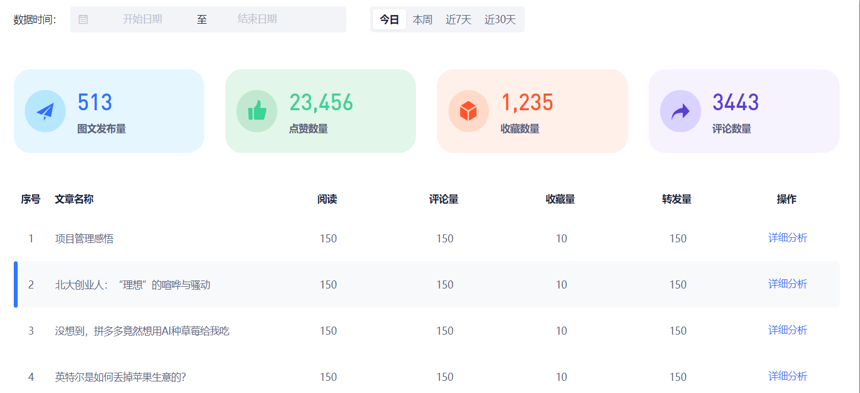 数据时间： 开始日期 至 结束日期 今日 本周 近7天 近30天
513 23,456 1,235 3443
图文发布量 点赞数量 收藏数量 评论数量
序号 文章名称 阅读 评论量 收藏量 转发量 操作
1 项目管理感悟 150 150 10 150 详细分析
2 北大创业人：“理想”的喧哗与骚动 150 150 10 150 详细分析
3 没想到，拼多多竟然想用AI种草莓给我吃 150 150 10 150 详细分析
4 英特尔是如何丢掉苹果生意的？ 150 150 10 150 详细分析